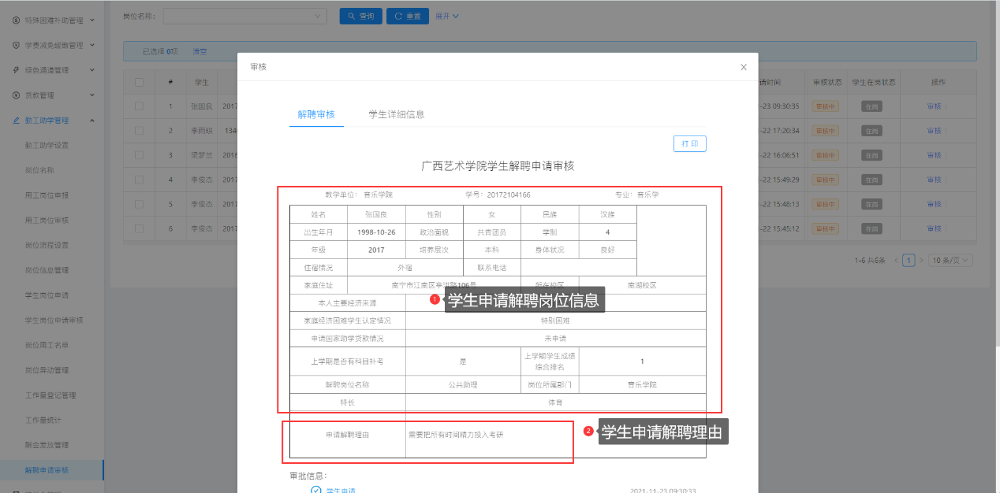 特殊困难补助管理
学费减免缓缴管理
绿色通道管理
贷款管理
勤工助学管理
勤工助学设置
岗位名称
用工岗位申报
用工岗位审核
岗位流程设置
岗位信息管理
学生岗位申请
学生岗位申请审核
岗位用工名单
岗位异动管理
工作量登记管理
工作量统计
酬金发放管理
解聘申请审核
岗位名称：
查询 重置 展开
已选择 0项 清空
# 学生 请时间 审核状态 学生在岗状态 操作
1 张国良 2017 -23 09:30:35 审核中 在岗 审核
2 李雨琪 1340 -22 17:20:34 审核中 在岗 审核
3 梁梦兰 2018 -22 16:06:51 审核中 在岗 审核
4 李俊杰 2017 -22 15:49:29 审核中 在岗 审核
5 李俊杰 2017 -22 15:48:13 审核中 在岗 审核
6 李俊杰 2017 -22 15:45:12 审核中 在岗 审核
1-6 共6条 < 1 > 10 条/页
审核 X
解聘审核 学生详细信息
打 印
广西艺术学院学生解聘申请审核
教学单位： 音乐学院 学号： 20172104166 专业： 音乐学
姓名 张国良 性别 女 民族 汉族
出生年月 1998-10-26 政治面貌 共青团员 学制 4
年级 2017 培养层次 本科 身体状况 良好
住宿情况 外宿 联系电话
家庭住址 南宁市江南区亭洪路106号 所在校区 南湖校区
本人主要经济来源
1 学生申请解聘岗位信息
家庭经济困难学生认定情况 特别困难
申请国家助学贷款情况 未申请
上学期是否有科目补考 是 上学期学生成绩综合排名 1
解聘岗位名称 公共助理 岗位所属部门 音乐学院
特长 体育
申请解聘理由 需要把所有时间精力投入考研
2 学生申请解聘理由
审批信息：
学生申请 2021-11-23 09:30:33